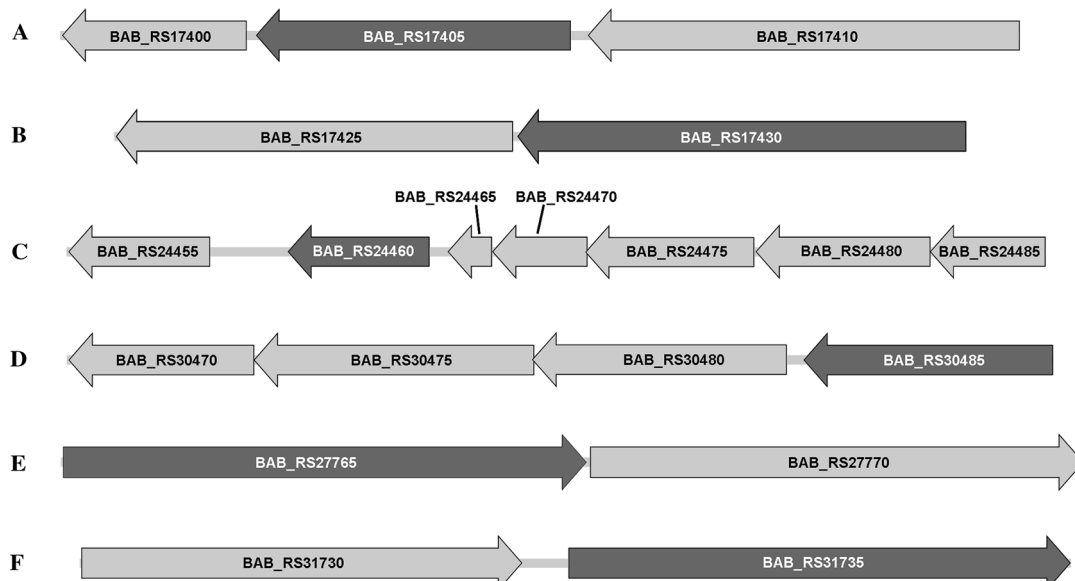 A BAB_RS17400 BAB_RS17405 BAB_RS17410
B BAB_RS17425 BAB_RS17430
BAB_RS24465 BAB_RS24470
C BAB_RS24455 BAB_RS24460 BAB_RS24475 BAB_RS24480 BAB_RS24485
D BAB_RS30470 BAB_RS30475 BAB_RS30480 BAB_RS30485
E BAB_RS27765 BAB_RS27770
F BAB_RS31730 BAB_RS31735